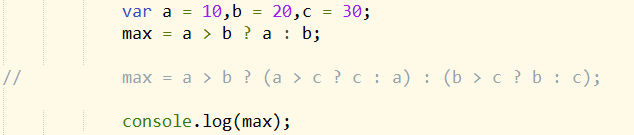 var a = 10,b = 20,c = 30;
max = a > b ? a : b;
// max = a > b ? (a > c ? c : a) : (b > c ? b : c);
console.log(max);